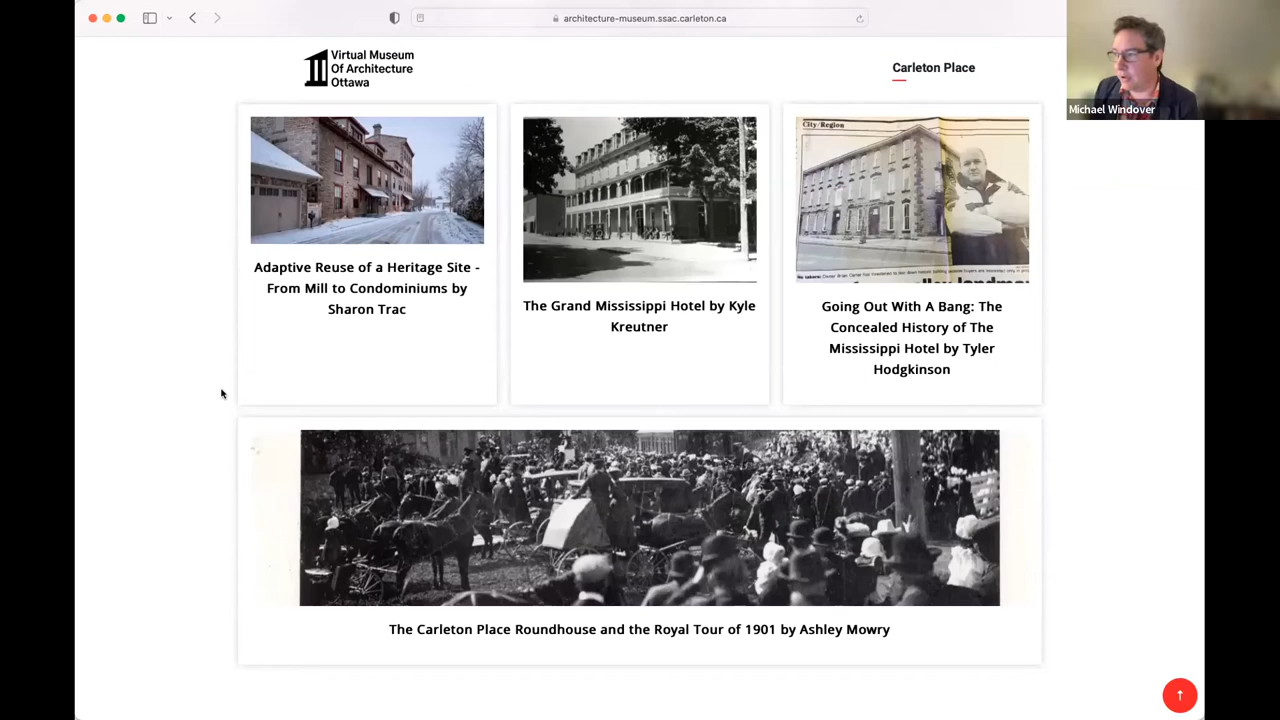 architecture-museum.ssac.carleton.ca
Virtual Museum
Of Architecture
Ottawa
Carleton Place
Michael Windover
City/Region
Adaptive Reuse of a Heritage Site -
From Mill to Condominiums by
Sharon Trac
The Grand Mississippi Hotel by Kyle
Kreutner
Going Out With A Bang: The
Concealed History of The
Mississippi Hotel by Tyler
Hodgkinson
The Carleton Place Roundhouse and the Royal Tour of 1901 by Ashley Mowry